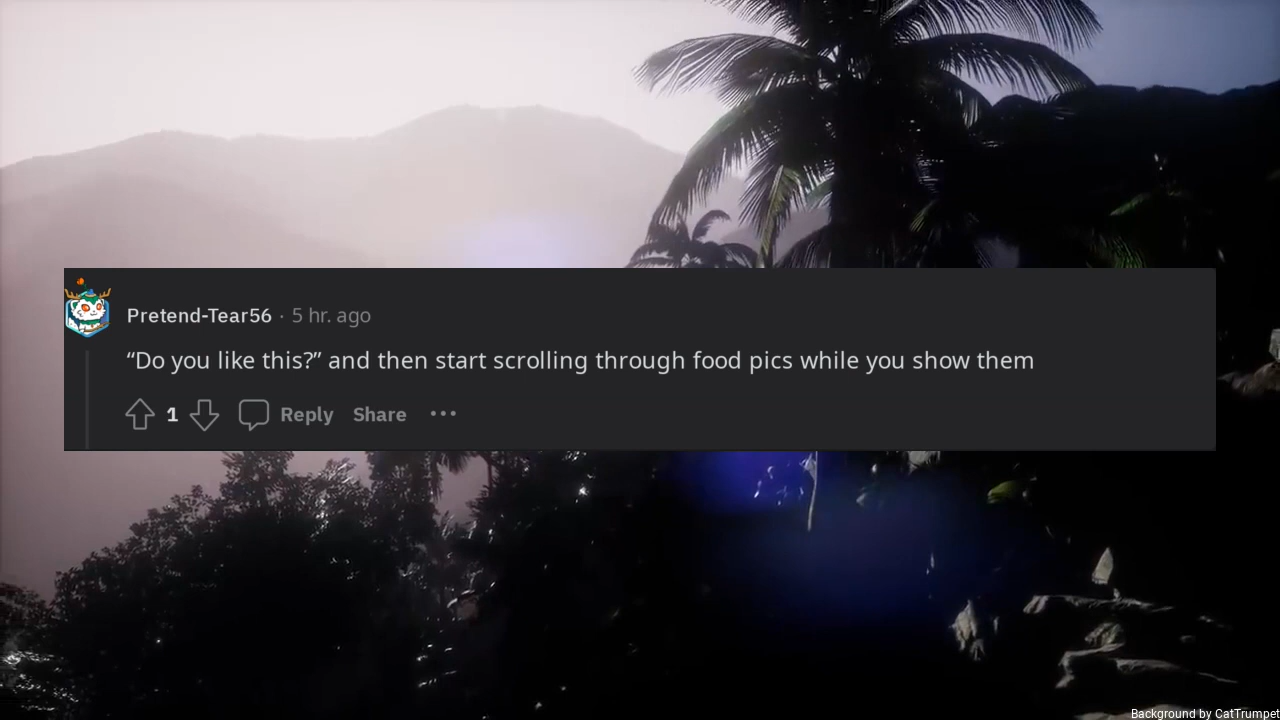 Pretend-Tear56 · 5 hr. ago
“Do you like this?” and then start scrolling through food pics while you show them
1 Reply Share ···
Background by CatTrumpet